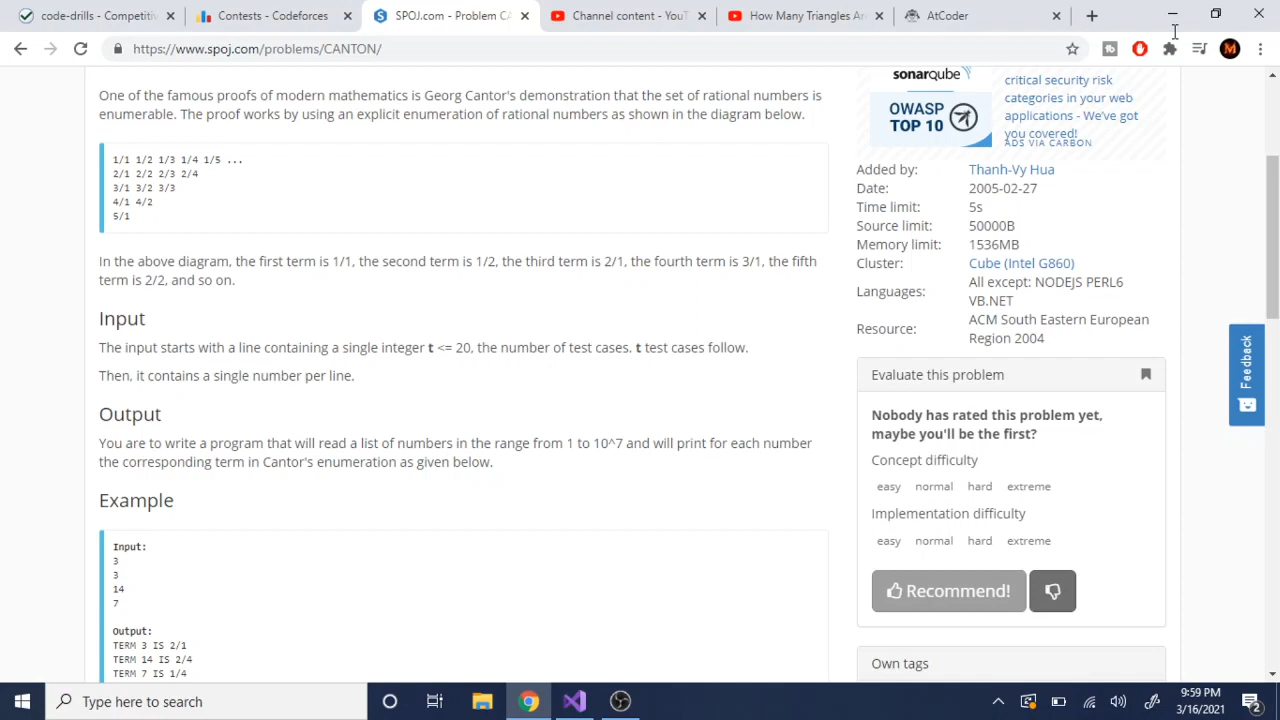 code-drills - Competitiv
Contests - Codeforces
SPOJ.com - Problem CA
Channel content - YouT
How Many Triangles Are
AtCoder
https://www.spoj.com/problems/CANTON/
M
One of the famous proofs of modern mathematics is Georg Cantor's demonstration that the set of rational numbers is
enumerable. The proof works by using an explicit enumeration of rational numbers as shown in the diagram below.
1/1 1/2 1/3 1/4 1/5 ...
2/1 2/2 2/3 2/4
3/1 3/2 3/3
4/1 4/2
5/1
In the above diagram, the first term is 1/1, the second term is 1/2, the third term is 2/1, the fourth term is 3/1, the fifth
term is 2/2, and so on.
Input
The input starts with a line containing a single integer t <= 20, the number of test cases. t test cases follow.
Then, it contains a single number per line.
Output
You are to write a program that will read a list of numbers in the range from 1 to 10^7 and will print for each number
the corresponding term in Cantor's enumeration as given below.
Example
Input:
3
3
14
7
Output:
TERM 3 IS 2/1
TERM 14 IS 2/4
TERM 7 IS 1/4
sonarqube
OWASP
TOP 10
critical security risk
categories in your web
applications - We've got
you covered!
ADS VIA CARBON
Added by: Thanh-Vy Hua
Date: 2005-02-27
Time limit: 5s
Source limit: 50000B
Memory limit: 1536MB
Cluster: Cube (Intel G860)
Languages: All except: NODEJS PERL6
VB.NET
Resource: ACM South Eastern European
Region 2004
Evaluate this problem
Nobody has rated this problem yet,
maybe you'll be the first?
Concept difficulty
easy normal hard extreme
Implementation difficulty
easy normal hard extreme
Recommend!
Own tags
Feedback
Type here to search
9:59 PM
3/16/2021
2